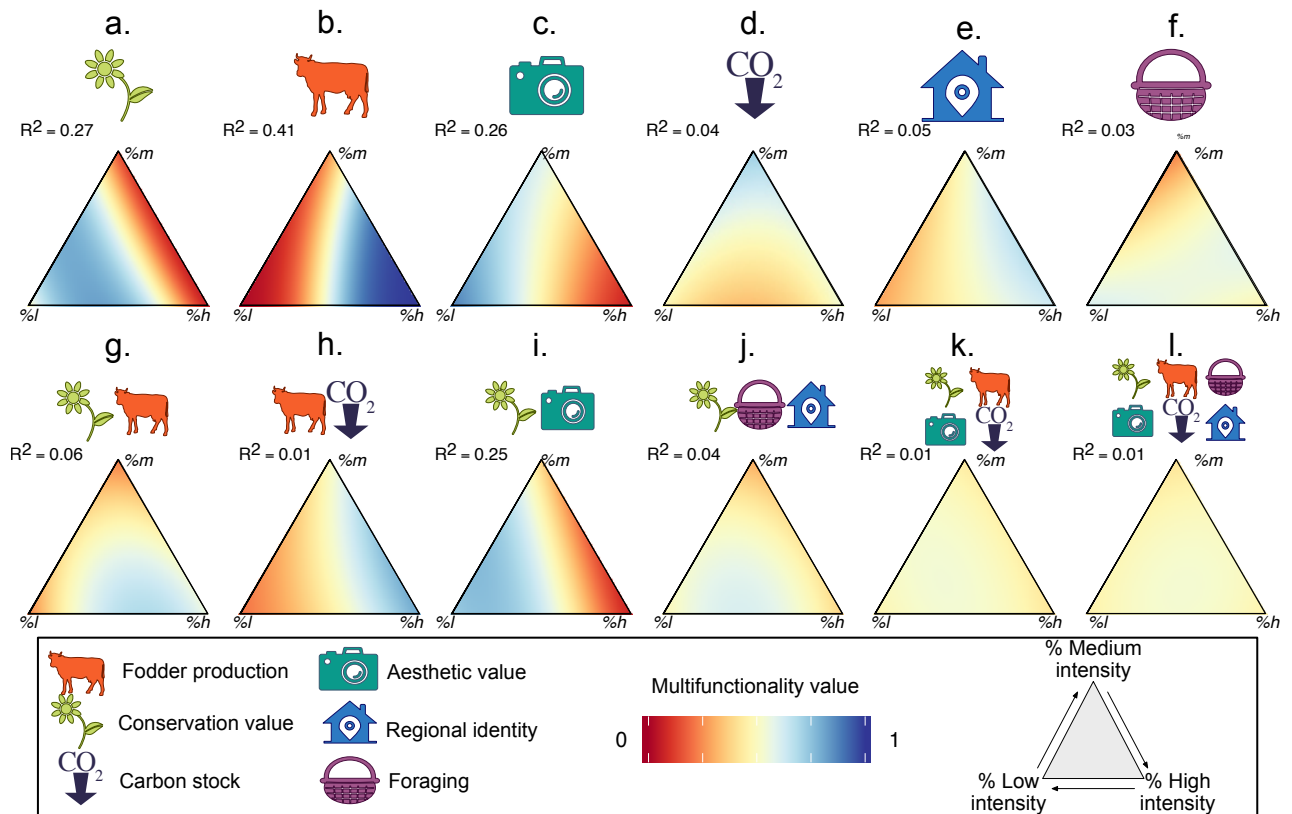 a. b. c. d. e. f.
CO2
R2 = 0.27 R2 = 0.41 R2 = 0.26 R2 = 0.04 R2 = 0.05 R2 = 0.03
%m
%m %m %m %m %m %m
%l %h %l %h %l %h %l %h %l %h %l %h
g. h. i. j. k. l.
CO2 CO2 CO2
R2 = 0.06 R2 = 0.01 R2 = 0.25 R2 = 0.04 R2 = 0.01 R2 = 0.01
%m %m %m %m %m %m
%l %h %l %h %l %h %l %h %l %h %l %h
Fodder production
Conservation value
CO2
Carbon stock
Aesthetic value
Regional identity
Foraging
Multifunctionality value
0 1
% Medium
intensity
% Low
intensity
% High
intensity